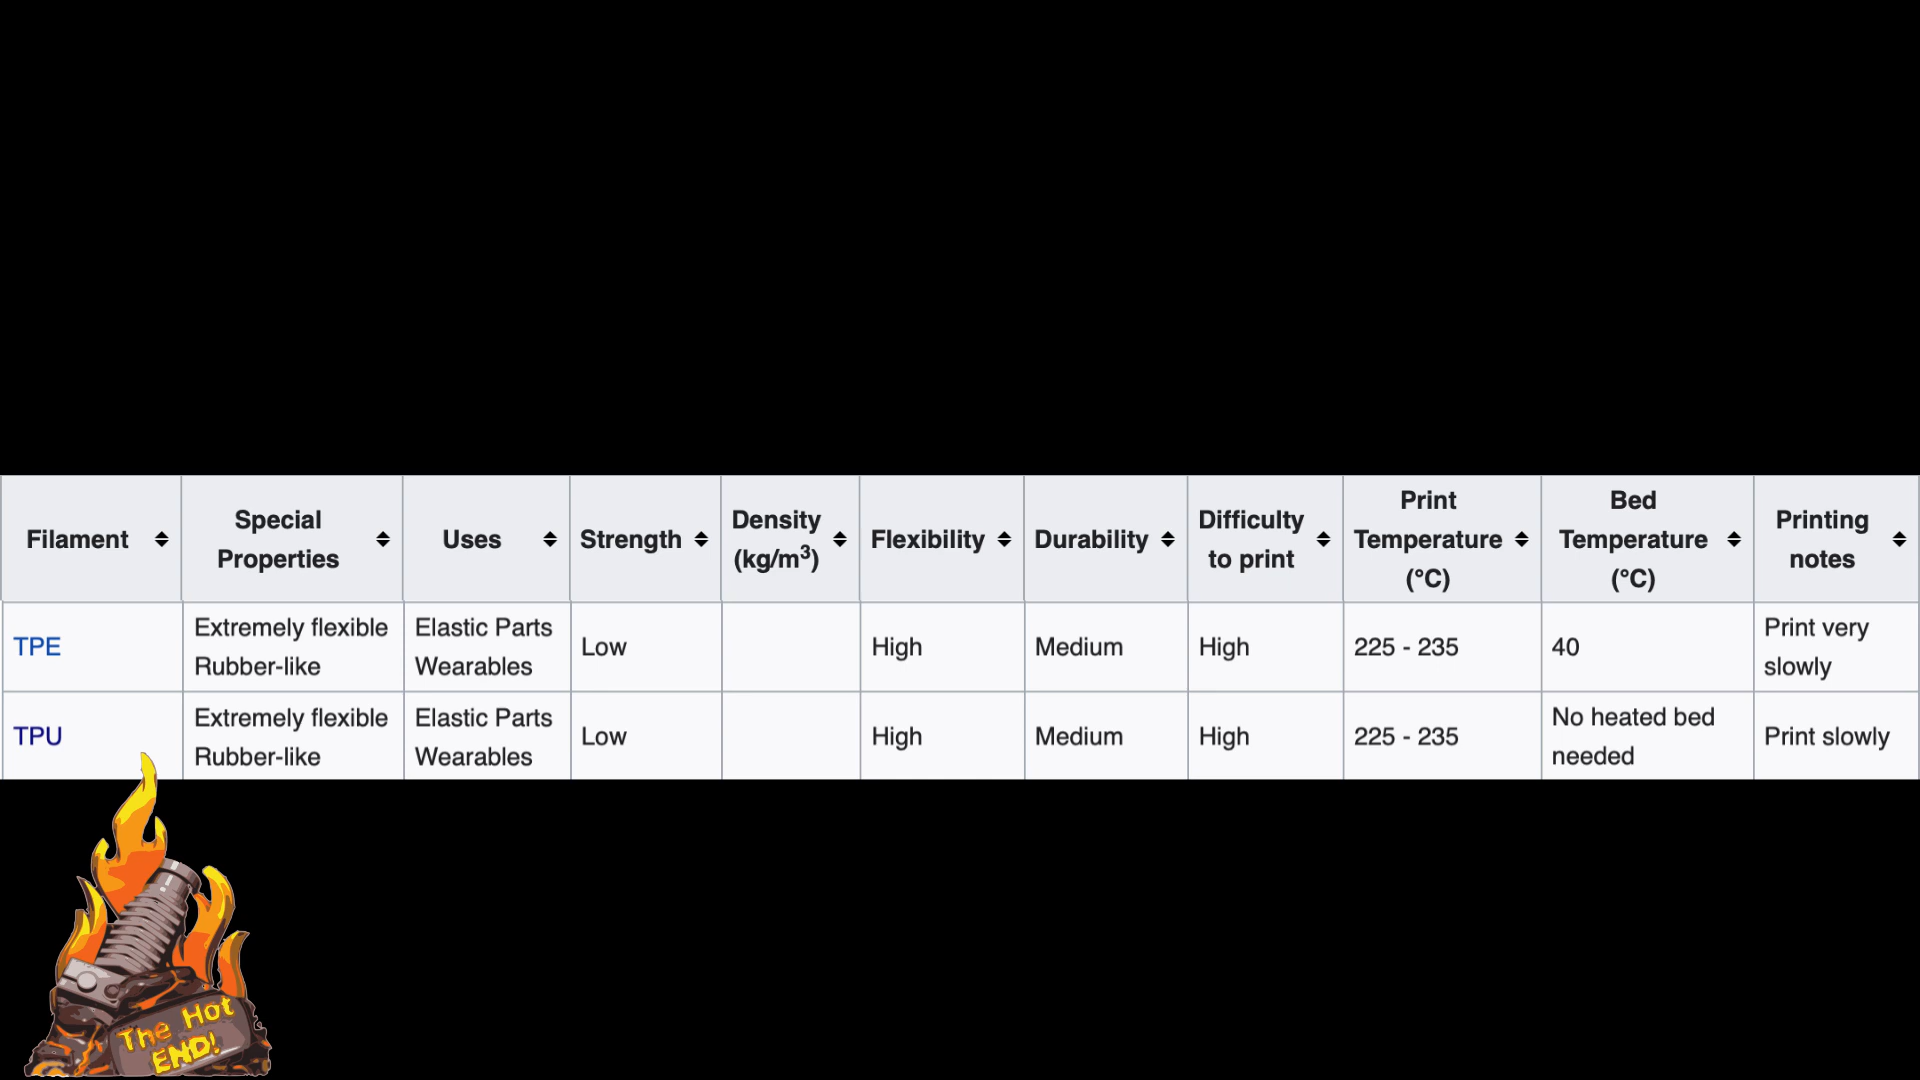 Filament
Special
Properties
Uses
Strength
Density
(kg/m³)
Flexibility
Durability
Difficulty
to print
Print
Temperature
(°C)
Bed
Temperature
(°C)
Printing
notes
TPE
Extremely flexible
Rubber-like
Elastic Parts
Wearables
Low
High
Medium
High
225 - 235
40
Print very
slowly
TPU
Extremely flexible
Rubber-like
Elastic Parts
Wearables
Low
High
Medium
High
225 - 235
No heated bed
needed
Print slowly
The Hot
END!